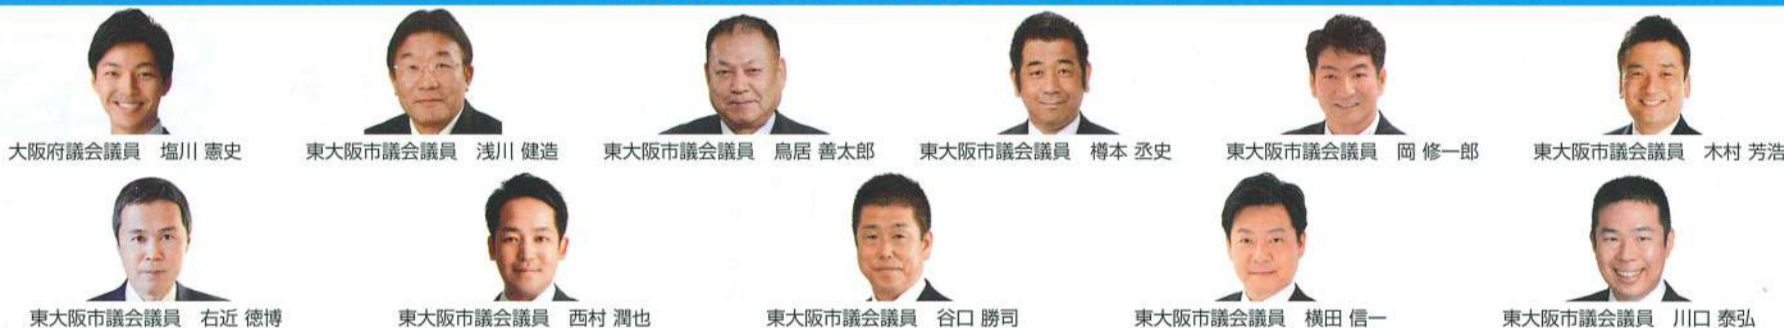 大阪府議会議員 塩川 憲史
東大阪市議会議員 浅川 健造
東大阪市議会議員 鳥居 善太郎
東大阪市議会議員 樽本 丞史
東大阪市議会議員 岡 修一郎
東大阪市議会議員 木村 芳浩
東大阪市議会議員 右近 徳博
東大阪市議会議員 西村 潤也
東大阪市議会議員 谷口 勝司
東大阪市議会議員 横田 信一
東大阪市議会議員 川口 泰弘